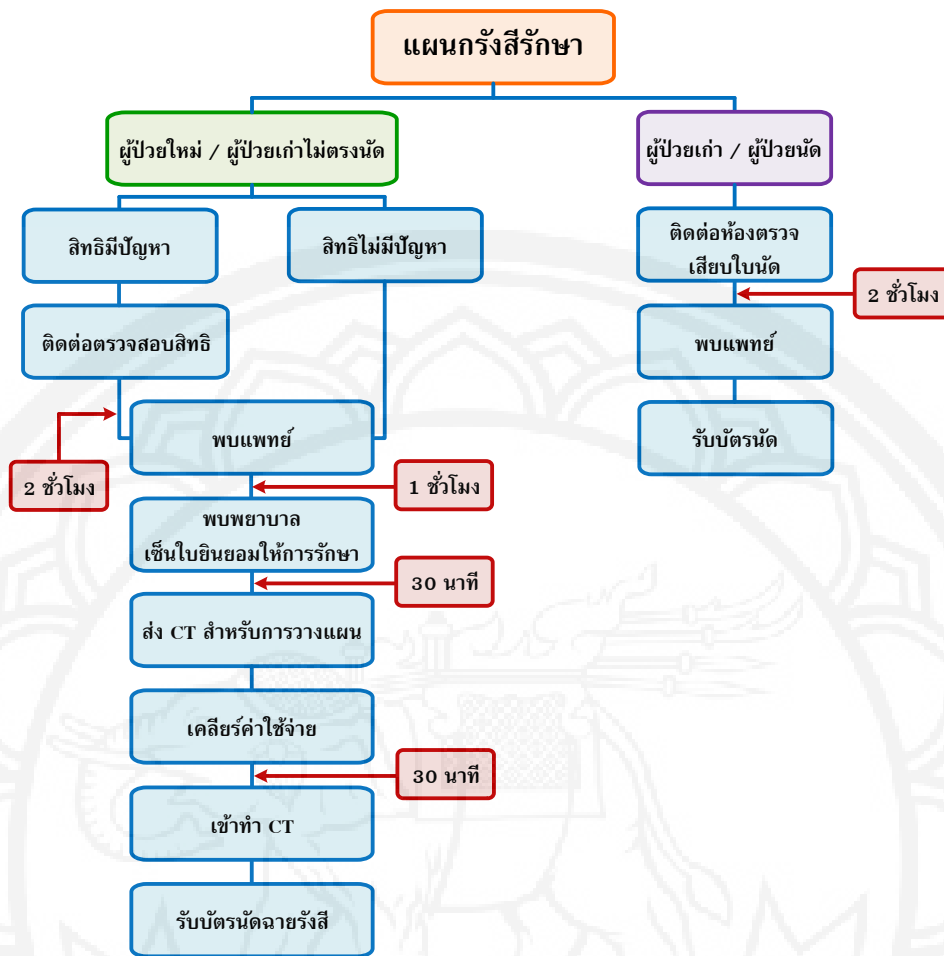 แผนกรังสีรักษา
ผู้ป่วยใหม่ / ผู้ป่วยเก่าไม่ตรงนัด
ผู้ป่วยเก่า / ผู้ป่วยนัด
สิทธิมีปัญหา
สิทธิไม่มีปัญหา
ติดต่อห้องตรวจ
เสียบใบนัด
2 ชั่วโมง
ติดต่อตรวจสอบสิทธิ
พบแพทย์
พบแพทย์
รับบัตรนัด
2 ชั่วโมง
1 ชั่วโมง
พบพยาบาล
เซ็นใบยินยอมให้การรักษา
30 นาที
ส่ง CT สำหรับการวางแผน
เคลียร์ค่าใช้จ่าย
30 นาที
เข้าทำ CT
รับบัตรนัดฉายรังสี